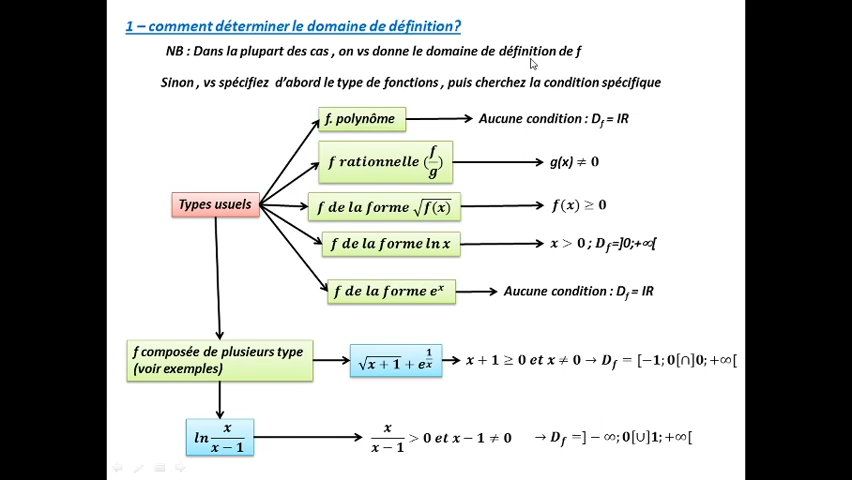 1 – comment déterminer le domaine de définition?
NB : Dans la plupart des cas , on vs donne le domaine de définition de f
Sinon , vs spécifiez d’abord le type de fonctions , puis cherchez la condition spécifique
f. polynôme → Aucune condition : D_f = IR
f rationnelle (f/g) → g(x) ≠ 0
Types usuels
f de la forme √f(x) → f(x) ≥ 0
f de la forme ln x → x > 0 ; D_f=]0;+∞[
f de la forme e^x → Aucune condition : D_f = IR
f composée de plusieurs type
(voir exemples)
√x + 1 + e^(1/x) → x + 1 ≥ 0 et x ≠ 0 → D_f = [−1; 0[∩]0; +∞[
ln x/(x − 1) → x/(x − 1) > 0 et x − 1 ≠ 0 → D_f =] − ∞; 0[∪]1; +∞[